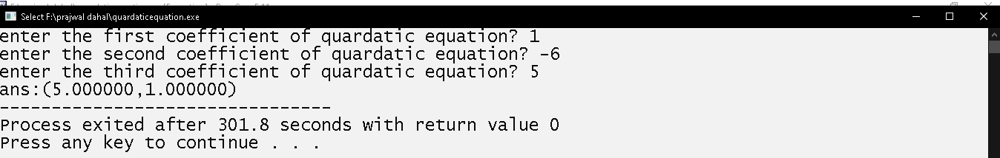 Select F:\prajwal dahal\quardaticequation.exe
enter the first coefficient of quardatic equation? 1
enter the second coefficient of quardatic equation? -6
enter the third coefficient of quardatic equation? 5
ans:(5.000000,1.000000)
--------------------------------
Process exited after 301.8 seconds with return value 0
Press any key to continue . . .